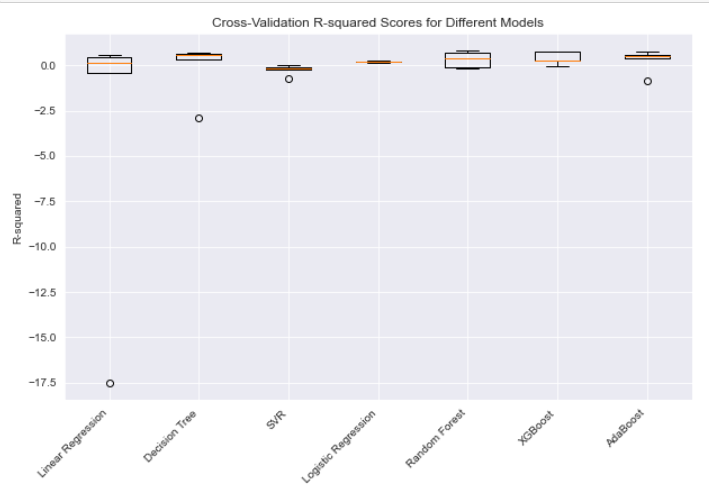 Cross-Validation R-squared Scores for Different Models
R-squared
0.0
−2.5
−5.0
−7.5
−10.0
−12.5
−15.0
−17.5
Linear Regression
Decision Tree
SVR
Logistic Regression
Random Forest
XGBoost
AdaBoost